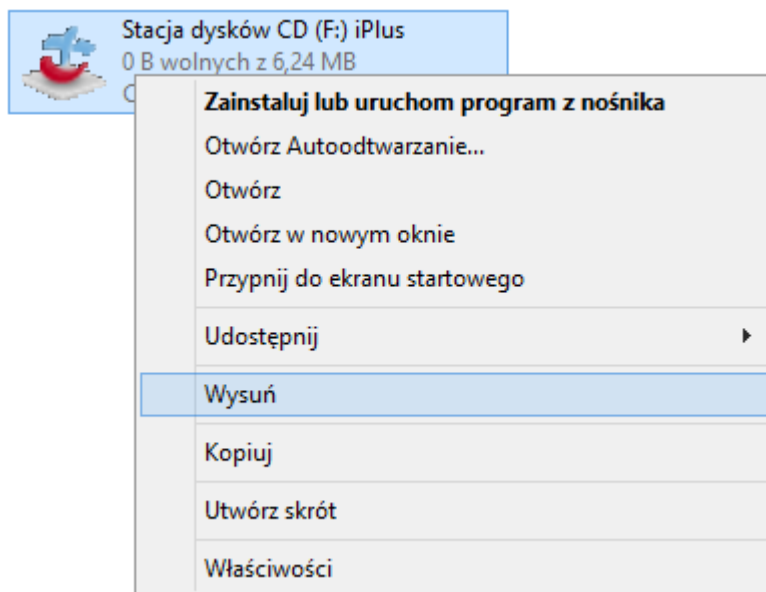 Stacja dysków CD (F:) iPlus
0 B wolnych z 6,24 MB
Zainstaluj lub uruchom program z nośnika
Otwórz Autoodtwarzanie...
Otwórz
Otwórz w nowym oknie
Przypnij do ekranu startowego
Udostępnij
Wysuń
Kopiuj
Utwórz skrót
Właściwości